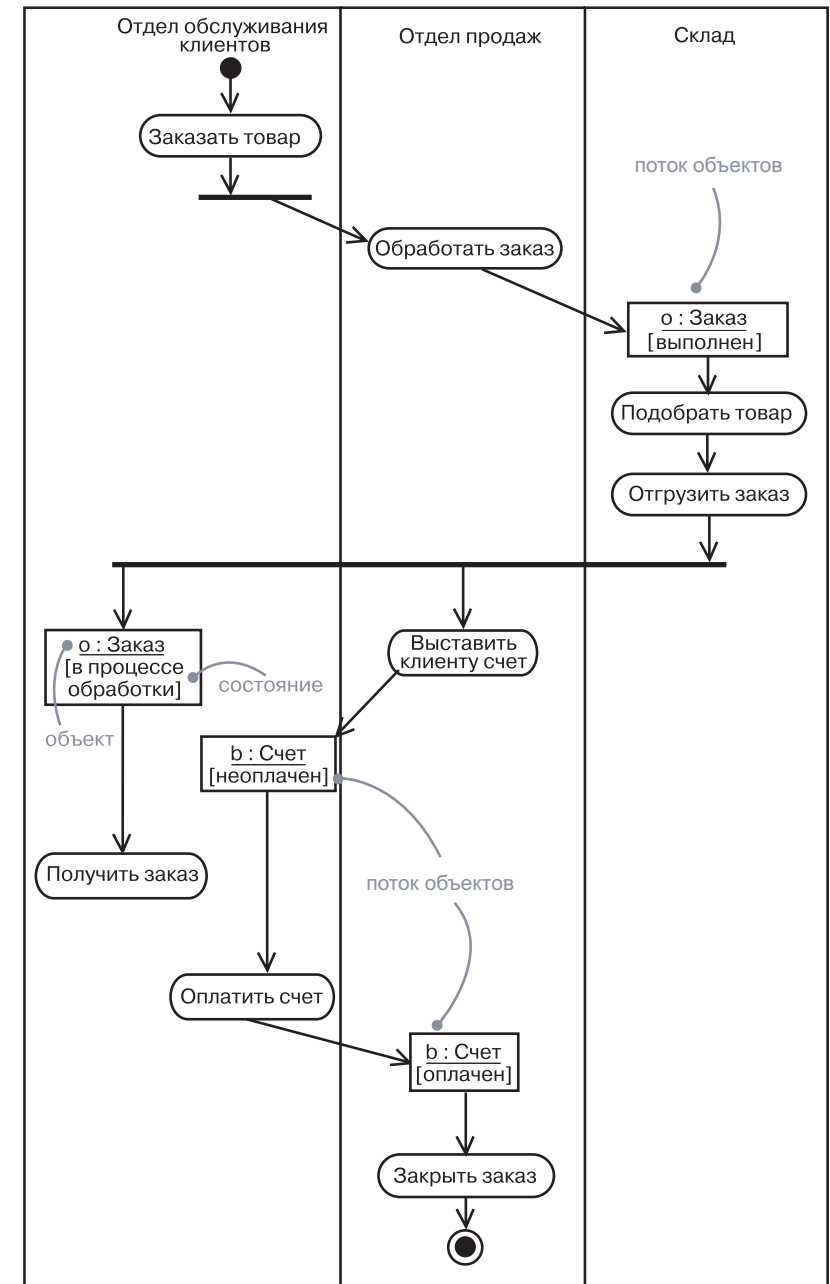 Отдел обслуживания
клиентов
Отдел продаж
Склад
Заказать товар
поток объектов
Обработать заказ
о : Заказ
[выполнен]
Подобрать товар
Отгрузить заказ
о : Заказ
[в процессе
обработки]
состояние
объект
Выставить
клиенту счет
b : Счет
[неоплачен]
Получить заказ
поток объектов
Оплатить счет
b : Счет
[оплачен]
Закрыть заказ